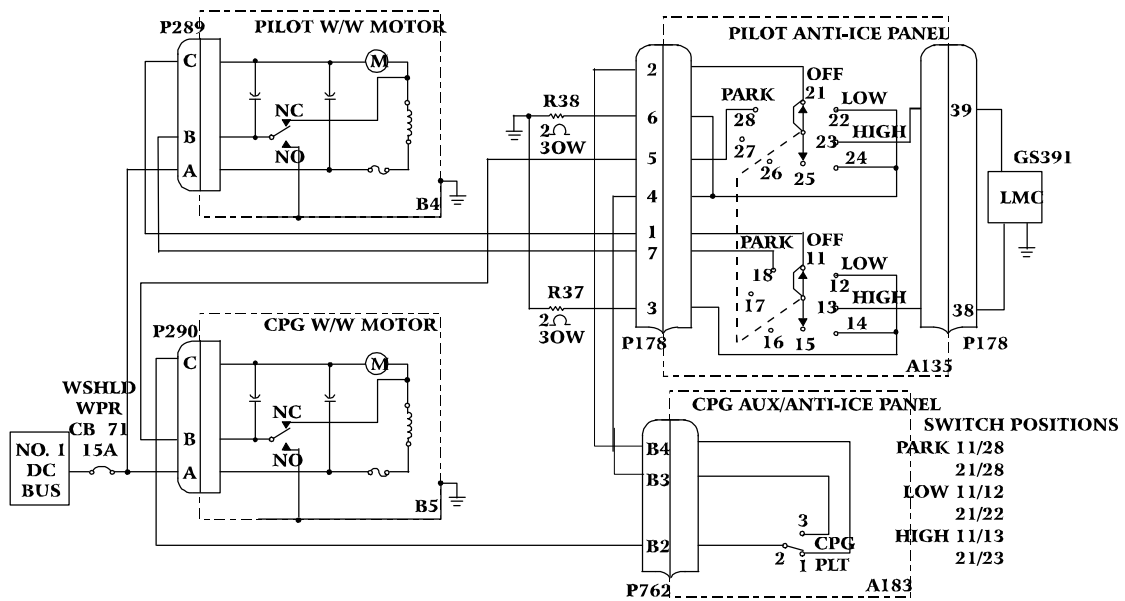 P289
PILOT W/W MOTOR
C
M
NC
B
NO
A
B4
R38
2Ω
30W
PILOT ANTI-ICE PANEL
2
OFF
21
PARK
LOW
6
28
22
HIGH
39
23
27
5
24
26
25
GS391
4
LMC
1
OFF
7
PARK
11
18
LOW
12
HIGH
17
13
R37
3
38
2Ω
30W
14
16
15
P178
P178
A135
P290
CPG W/W MOTOR
C
M
WSHLD
WPR
CB 71
15A
NC
B
NO
A
NO. 1
DC
BUS
B5
CPG AUX/ANTI-ICE PANEL
B4
B3
3
CPG
B2
2
1
PLT
P762
A183
SWITCH POSITIONS
PARK 11/28
21/28
LOW 11/12
21/22
HIGH 11/13
21/23